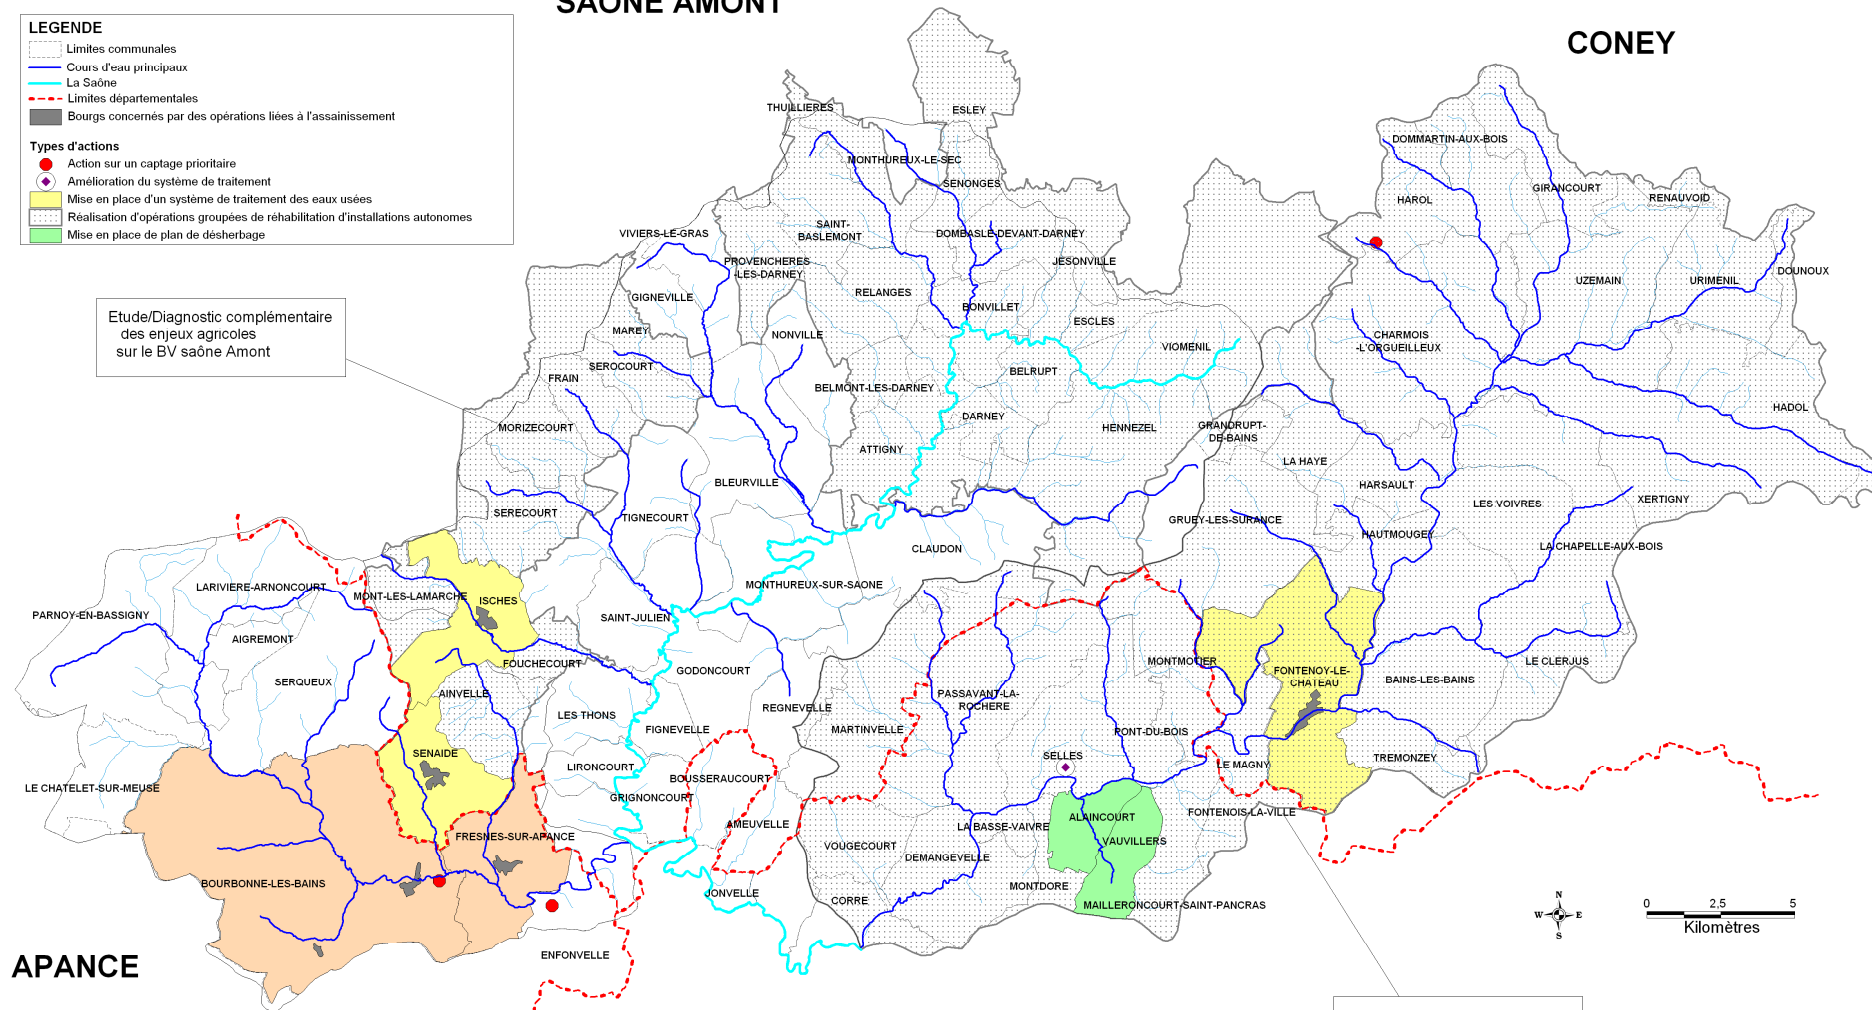 SAÔNE AMONT
CONEY
LEGENDE
Limites communales
Cours d'eau principaux
La Saône
Limites départementales
Bourgs concernés par des opérations liées à l'assainissement
Types d'actions
Action sur un captage prioritaire
Amélioration du système de traitement
Mise en place d'un système de traitement des eaux usées
Réalisation d'opérations groupées de réhabilitation d'installations autonomes
Mise en place de plan de désherbage
Etude/Diagnostic complémentaire
des enjeux agricoles
sur le BV saône Amont
THUILLIERES
ESLEY
DOMMARTIN-AUX-BOIS
MONTHUREUX-LE-SEC
SENONGES
GIRANCOURT
HAROL
RENAUVOID
SAINT-
BASLEMONT
VIVIERS-LE-GRAS
DOMBASLE-DEVANT-DARNEY
PROVENCHERES
-LES-DARNEY
JESONVILLE
DOUNOUX
UZEMAIN
URIMENIL
GIGNEVILLE
RELANGES
BONVILLET
ESCLES
MAREY
NONVILLE
CHARMOIS
-L'ORGUEILLEUX
VIOMENIL
SEROCOURT
BELRUPT
FRAIN
BELMONT-LES-DARNEY
HADOL
DARNEY
MORIZECOURT
HENNEZEL
GRANDRUPT-
DE-BAINS
ATTIGNY
LA HAYE
BLEURVILLE
HARSAULT
XERTIGNY
LES VOIVRES
SERECOURT
TIGNECOURT
GRUEY-LES-SURANCE
HAUTMOUGEY
CLAUDON
LA CHAPELLE-AUX-BOIS
LARIVIERE-ARNONCOURT
MONTHUREUX-SUR-SAONE
MONT-LES-LAMARCHE
ISCHES
PARNOY-EN-BASSIGNY
SAINT-JULIEN
AIGREMONT
FOUCHECOURT
MONTMOTIER
LE CLERJUS
GODONCOURT
FONTENOY-LE-
CHATEAU
SERQUEUX
BAINS-LES-BAINS
AINVELLE
PASSAVANT-LA-
ROCHERE
REGNEVELLE
LES THONS
FIGNEVELLE
MARTINVELLE
PONT-DU-BOIS
SENAIDE
SELLES
TREMONZEY
LIRONCOURT
LE MAGNY
BOUSSERAUCOURT
LE CHATELET-SUR-MEUSE
GRIGNONCOURT
FONTENOIS-LA-VILLE
ALAINCOURT
AMEUVELLE
LA BASSE-VAIVRE
FRESNES-SUR-APANCE
VAUVILLERS
VOUGECOURT
DEMANGEVELLE
BOURBONNE-LES-BAINS
MONTDORE
JONVELLE
CORRE
MAILLERONCOURT-SAINT-PANCRAS
ENFONVELLE
APANCE
N
W
E
S
0 2,5 5
Kilomètres